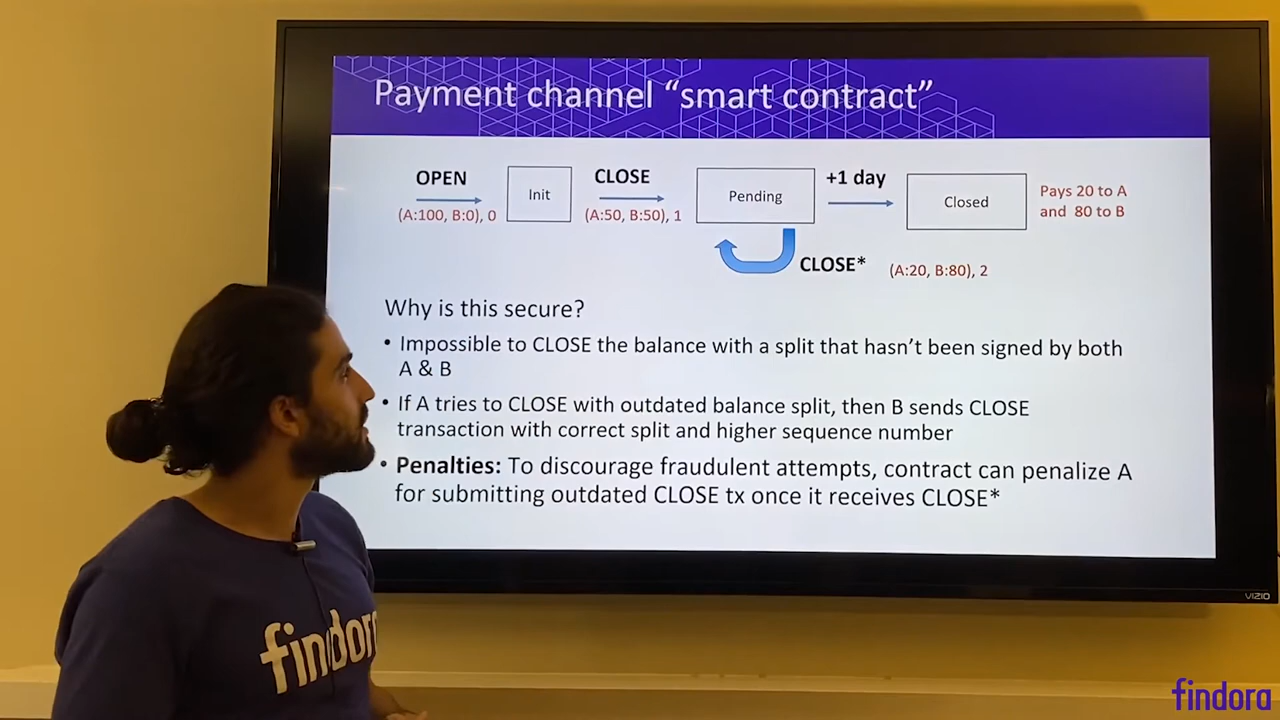 Payment channel “smart contract”
OPEN
(A:100, B:0), 0
Init
CLOSE
(A:50, B:50), 1
Pending
+1 day
Closed
Pays 20 to A
and 80 to B
CLOSE*
(A:20, B:80), 2
Why is this secure?
• Impossible to CLOSE the balance with a split that hasn’t been signed by both
A & B
• If A tries to CLOSE with outdated balance split, then B sends CLOSE
transaction with correct split and higher sequence number
• Penalties: To discourage fraudulent attempts, contract can penalize A
for submitting outdated CLOSE tx once it receives CLOSE*
VIZIO
findor
findora